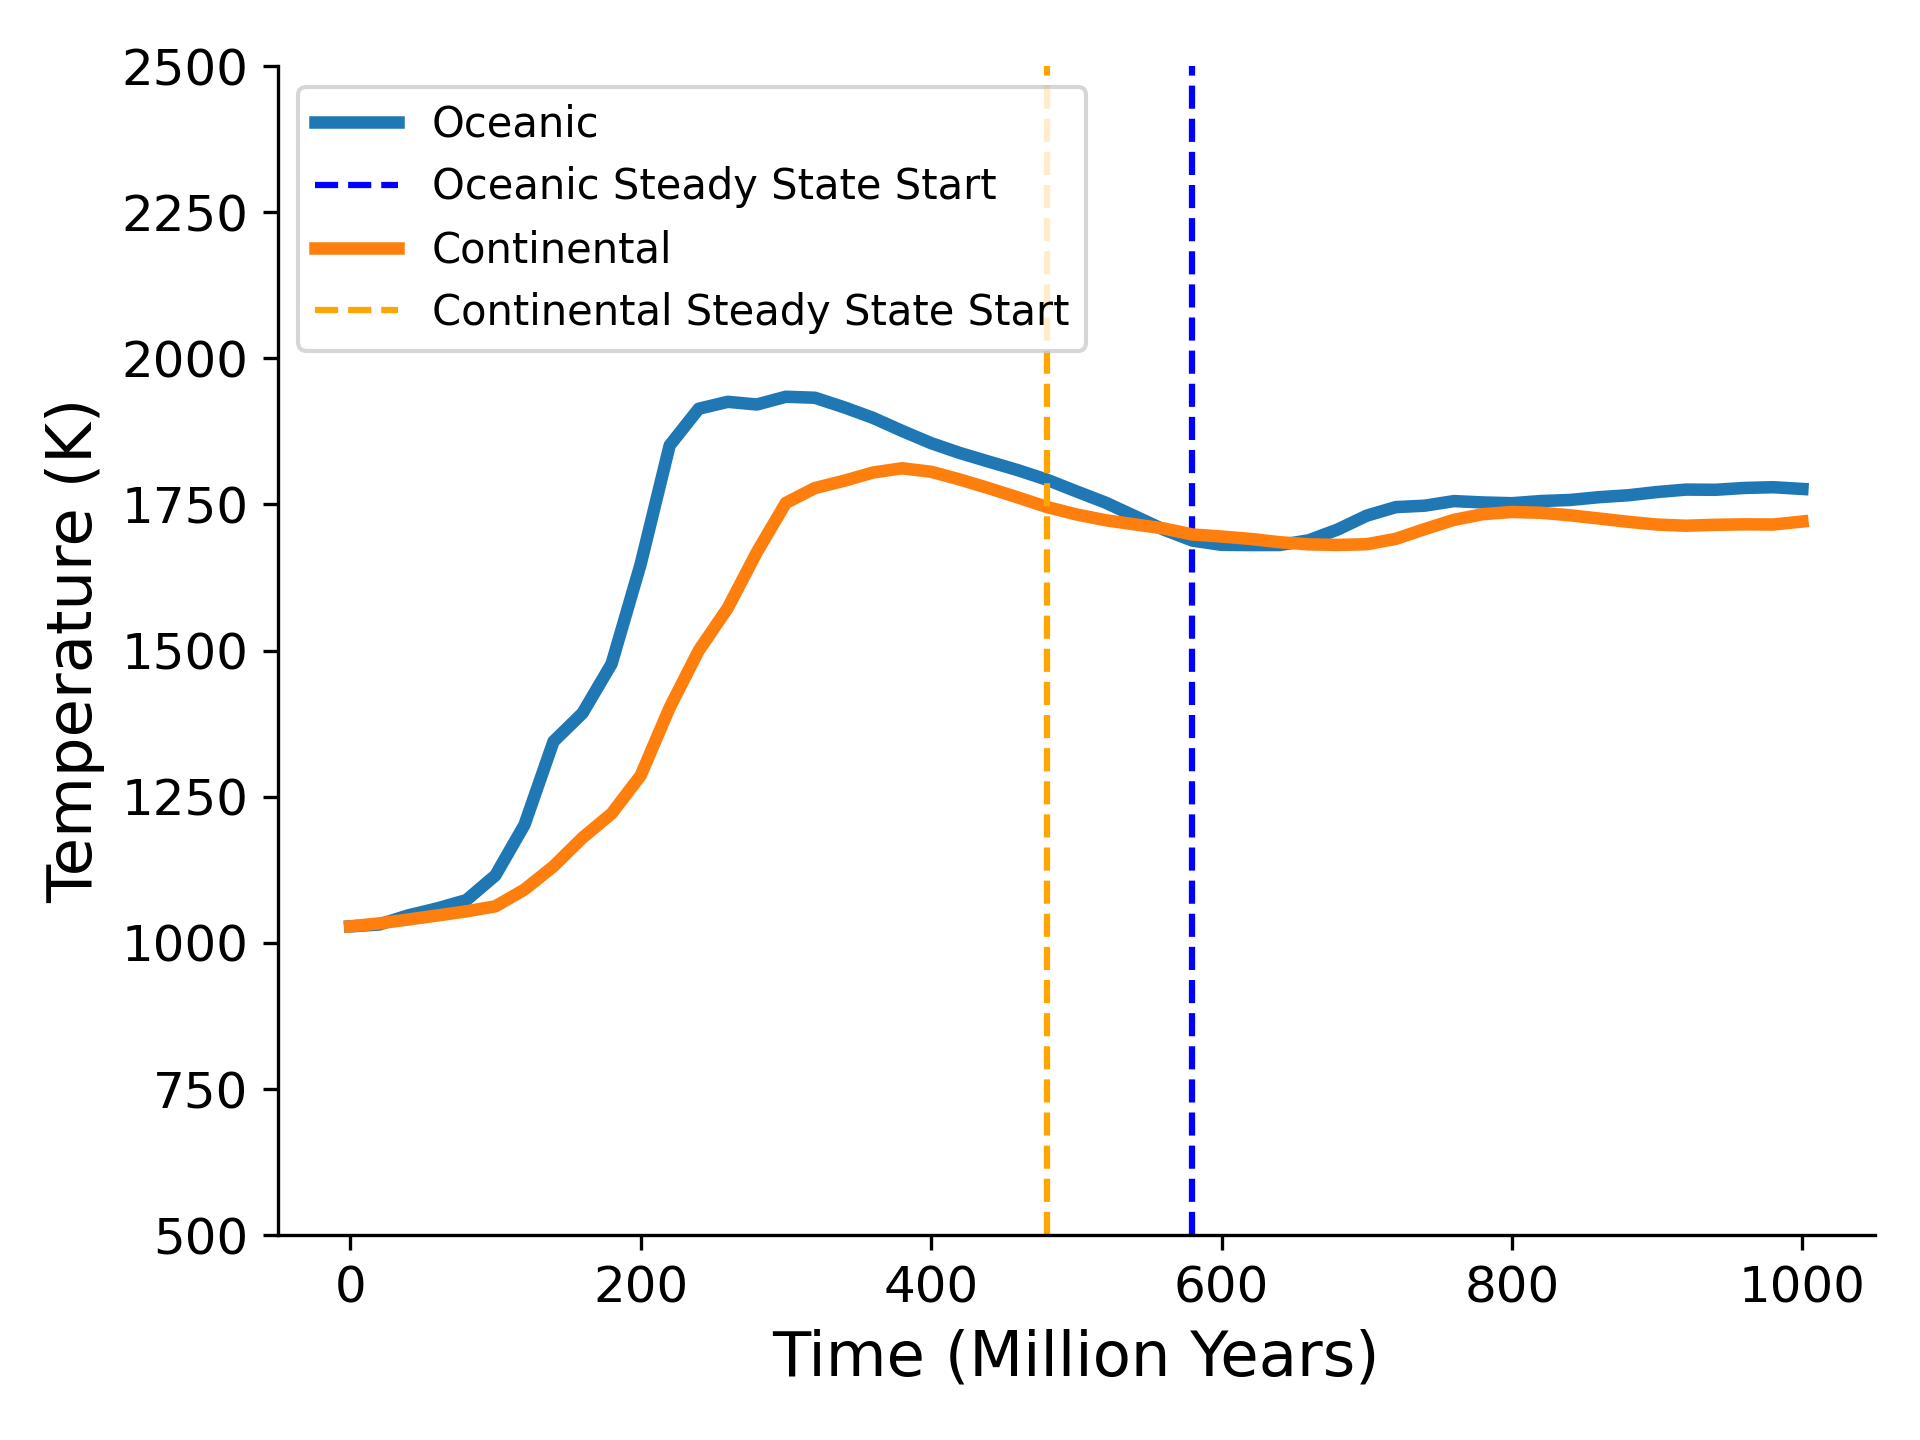 2500
2250
2000
1750
1500
1250
1000
750
500
Temperature (K)
Oceanic
Oceanic Steady State Start
Continental
Continental Steady State Start
0 200 400 600 800 1000
Time (Million Years)